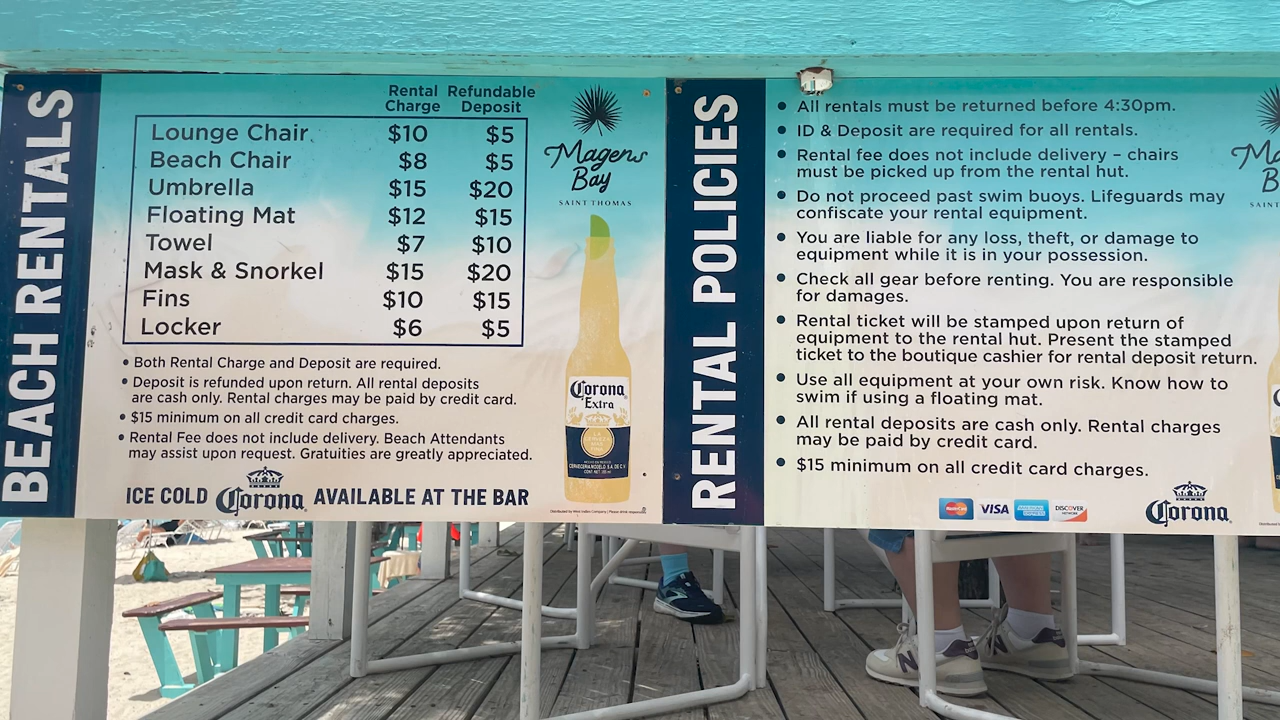 BEACH RENTALS
Rental Refundable
Charge Deposit
Lounge Chair $10 $5
Beach Chair $8 $5
Umbrella $15 $20
Floating Mat $12 $15
Towel $7 $10
Mask & Snorkel $15 $20
Fins $10 $15
Locker $6 $5
• Both Rental Charge and Deposit are required.
• Deposit is refunded upon return. All rental deposits
are cash only. Rental charges may be paid by credit card.
• $15 minimum on all credit card charges.
• Rental Fee does not include delivery. Beach Attendants
may assist upon request. Gratuities are greatly appreciated.
ICE COLD Corona AVAILABLE AT THE BAR
Magens
Bay
SAINT THOMAS
Corona
Extra
RENTAL POLICIES
• All rentals must be returned before 4:30pm.
• ID & Deposit are required for all rentals.
• Rental fee does not include delivery – chairs
must be picked up from the rental hut.
• Do not proceed past swim buoys. Lifeguards may
confiscate your rental equipment.
• You are liable for any loss, theft, or damage to
equipment while it is in your possession.
• Check all gear before renting. You are responsible
for damages.
• Rental ticket will be stamped upon return of
equipment to the rental hut. Present the stamped
ticket to the boutique cashier for rental deposit return.
• Use all equipment at your own risk. Know how to
swim if using a floating mat.
• All rental deposits are cash only. Rental charges
may be paid by credit card.
• $15 minimum on all credit card charges.
MasterCard VISA DISCOVER
Corona